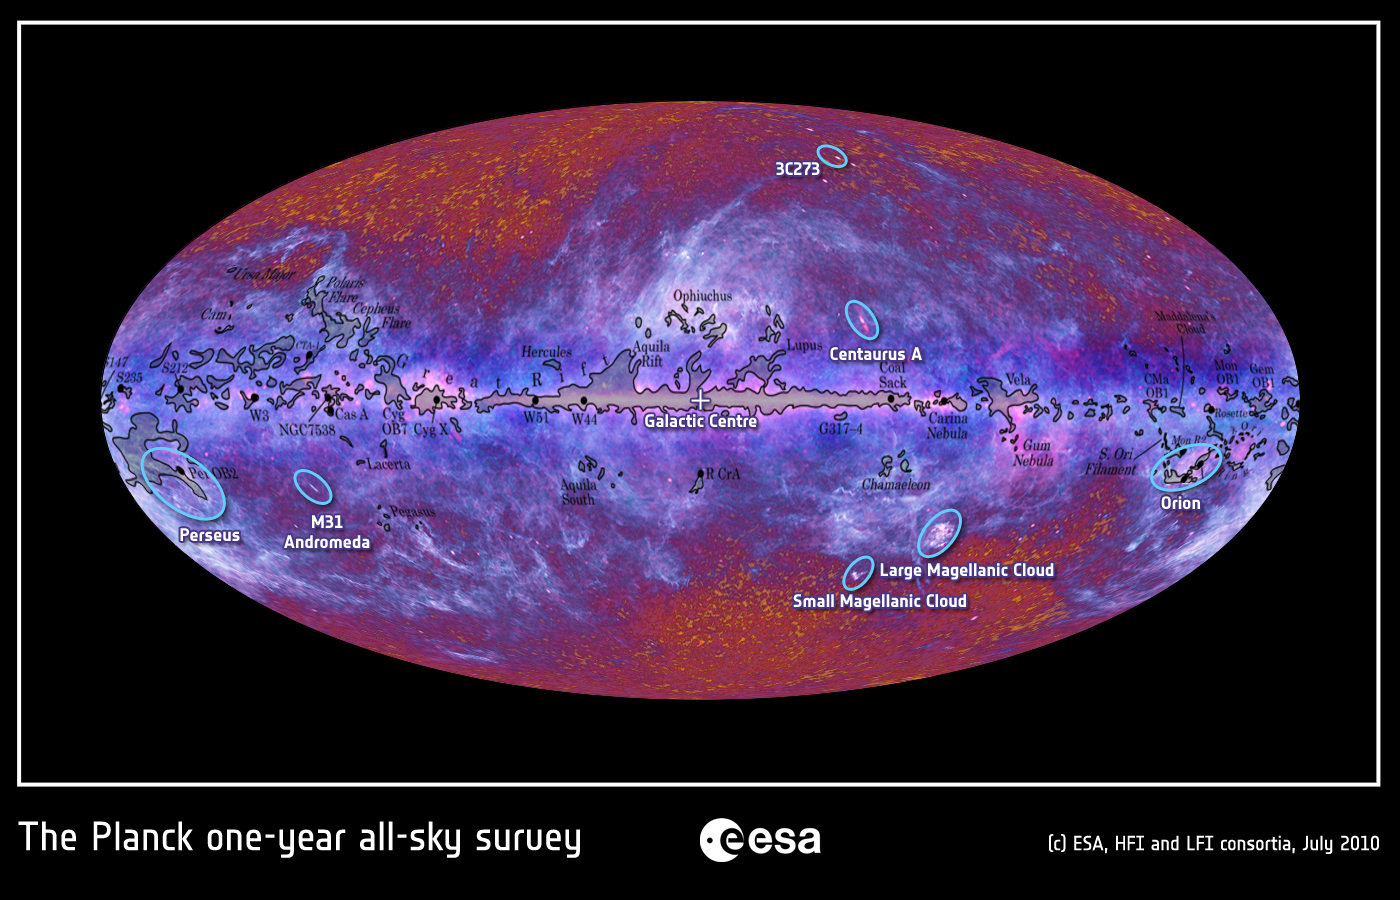 3C273
Ursa Major
Polaris
Flare
Cam
Cepheus
Flare
Ophiuchus
Maddalena's
Cloud
Centaurus A
CTA-1
Hercules
Aquila
Rift
Lupus
Coal
Sack
S147
S235
S212
G r e a t R i f t
Vela
CMa
OB1
Mon
OB1
Gem
OB1
W3
NGC7538
Cas A
Cyg
OB7
Cyg X
W51
W44
Galactic Centre
G317-4
Carina
Nebula
Rosette
Mon R2
Gum
Nebula
S. Ori
Filament
Lacerta
Per OB2
Aquila
South
R CrA
Chamaeleon
Orion
Pegasus
M31
Andromeda
Perseus
Large Magellanic Cloud
Small Magellanic Cloud
The Planck one-year all-sky survey
esa
(c) ESA, HFI and LFI consortia, July 2010